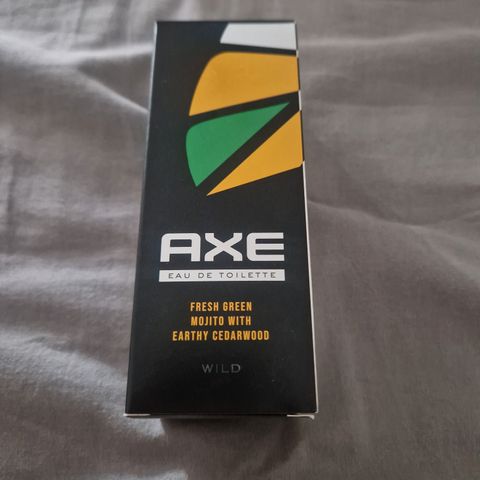 AXE
EAU DE TOILETTE
FRESH GREEN
MOJITO WITH
EARTHY CEDARWOOD
WILD